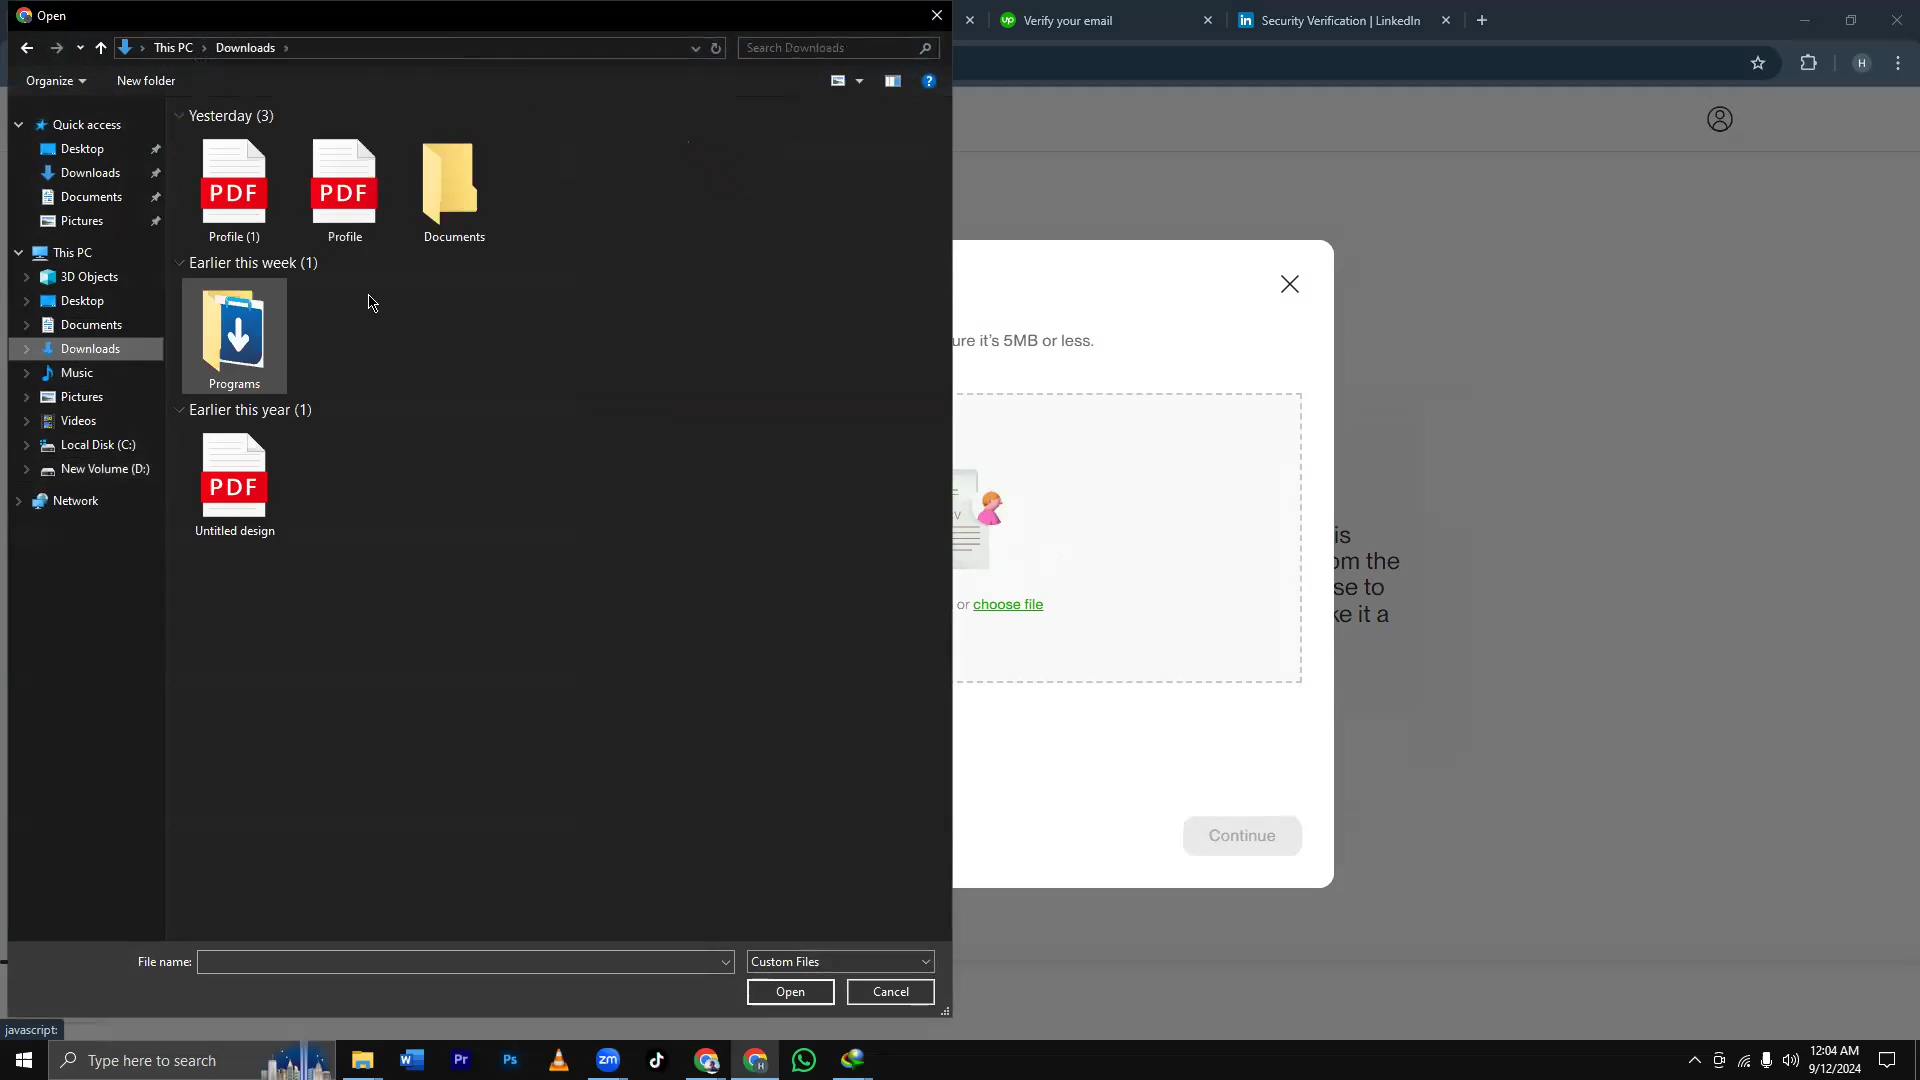 Open
Verify your email
Security Verification | LinkedIn
This PC
Downloads
Search Downloads
H
Organize
New folder
Quick access
Desktop
Downloads
Documents
Pictures
This PC
3D Objects
Desktop
Documents
Downloads
Music
Pictures
Videos
Local Disk (C:)
New Volume (D:)
Network
Yesterday (3)
PDF
PDF
Profile (1)
Profile
Documents
Earlier this week (1)
Programs
Earlier this year (1)
PDF
Untitled design
ure it's 5MB or less.
or choose file
is
om the
se to
ke it a
Continue
File name:
Custom Files
Open
Cancel
javascript:
Type here to search
12:04 AM
9/12/2024